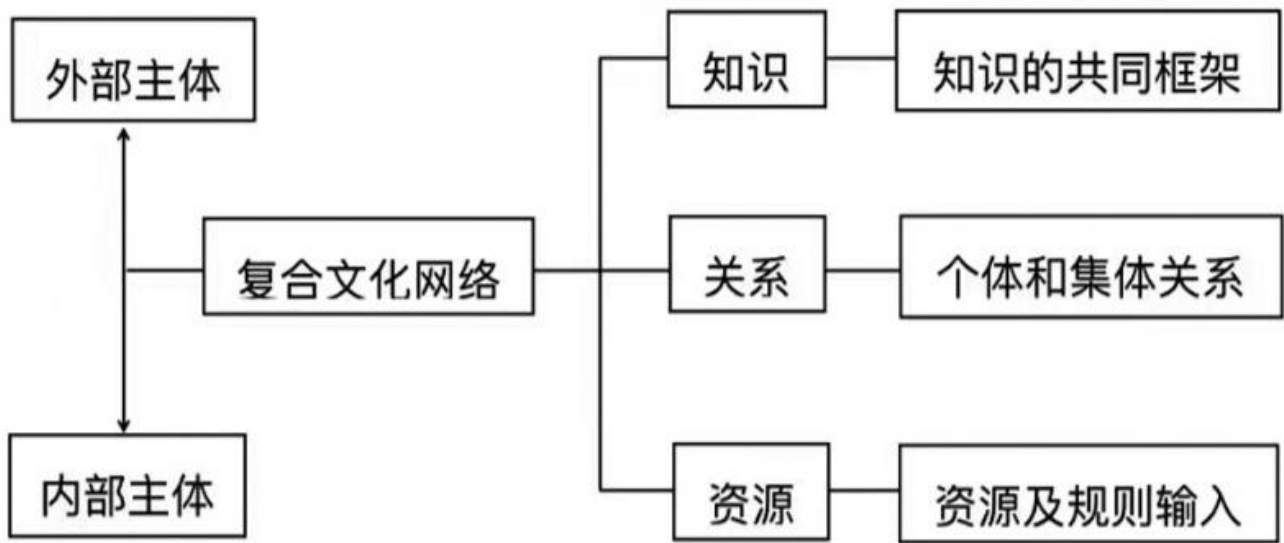 外部主体
知识
知识的共同框架
复合文化网络
关系
个体和集体关系
内部主体
资源
资源及规则输入